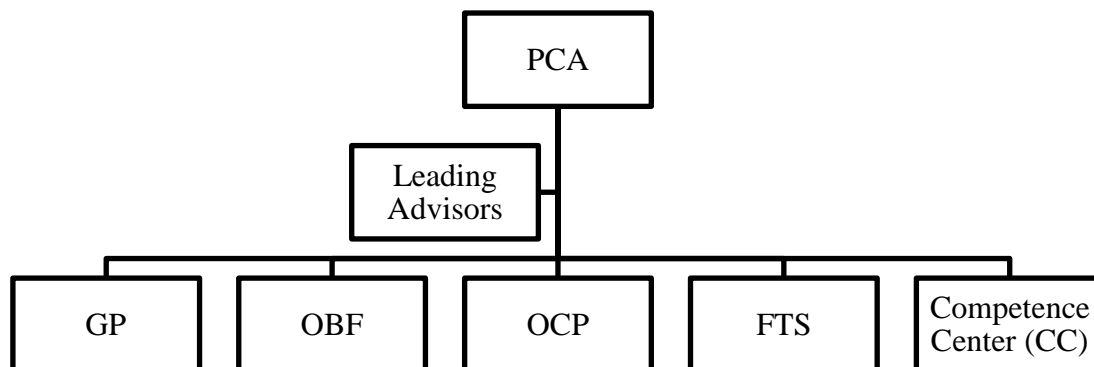 PCA
Leading
Advisors
GP
OBF
OCP
FTS
Competence
Center (CC)